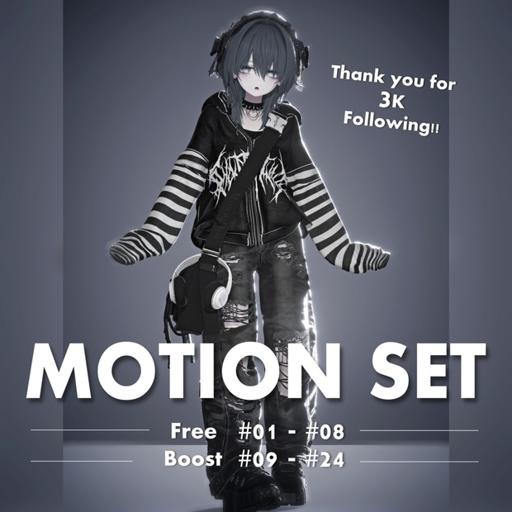 Thank you for
3K
Following!!
MOTION SET
Free #01 - #08
Boost #09 - #24